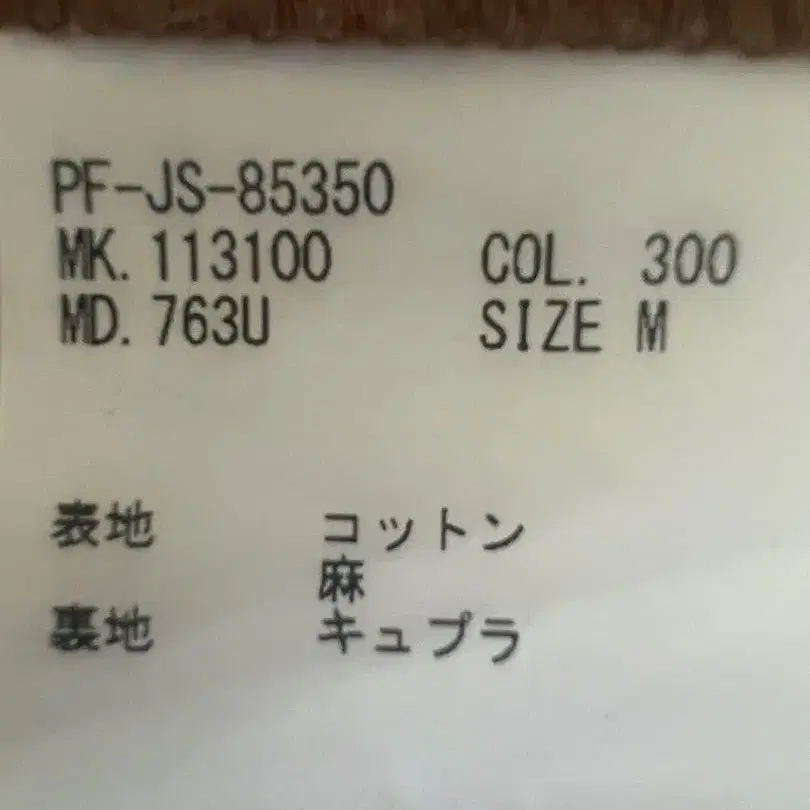 PF-JS-85350
MK. 113100 COL. 300
MD. 763U SIZE M
表地 コットン
麻
裏地 キュプラ